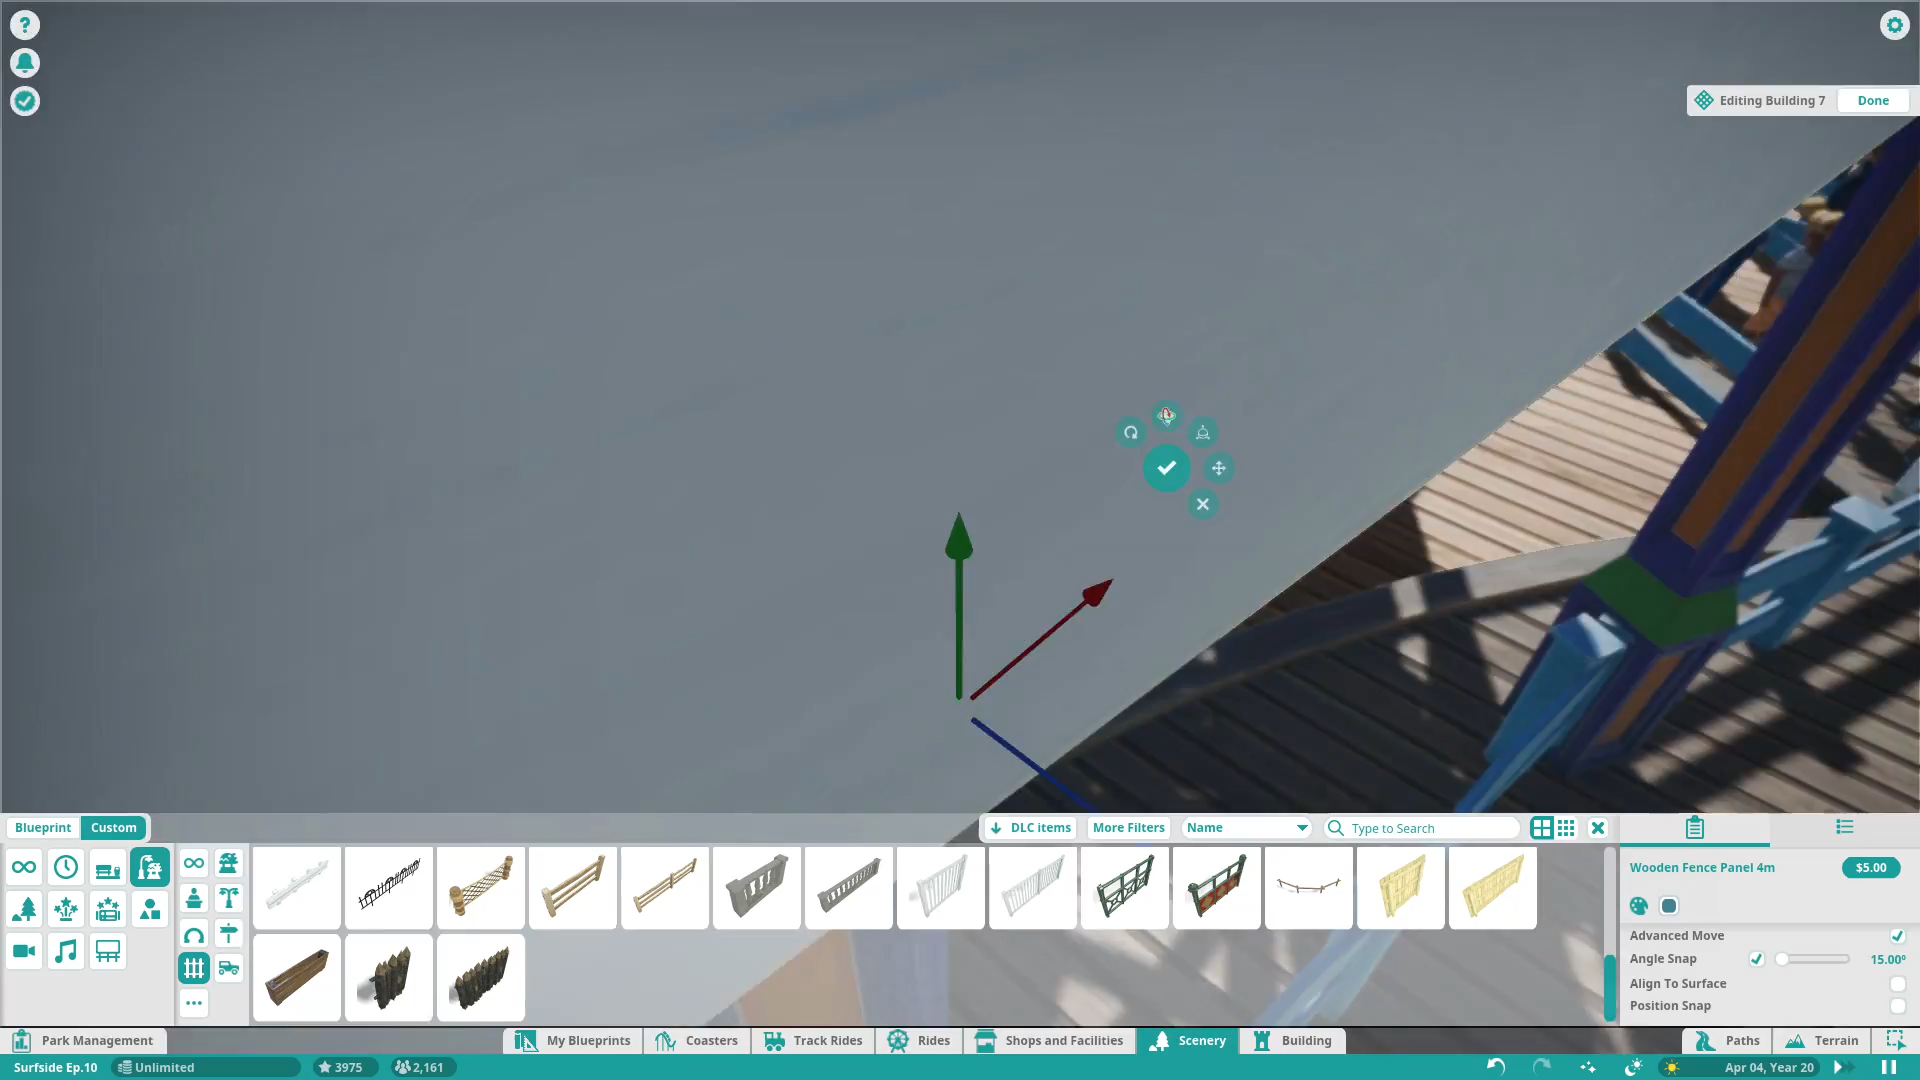 ?
Editing Building 7 Done
Blueprint Custom
DLC items More Filters Name Type to Search
Wooden Fence Panel 4m $5.00
Advanced Move
Angle Snap 15.00°
Align To Surface
Position Snap
Park Management My Blueprints Coasters Track Rides Rides Shops and Facilities Scenery Building Paths Terrain
Surfside Ep.10 Unlimited 3975 2,161 Apr 04, Year 20